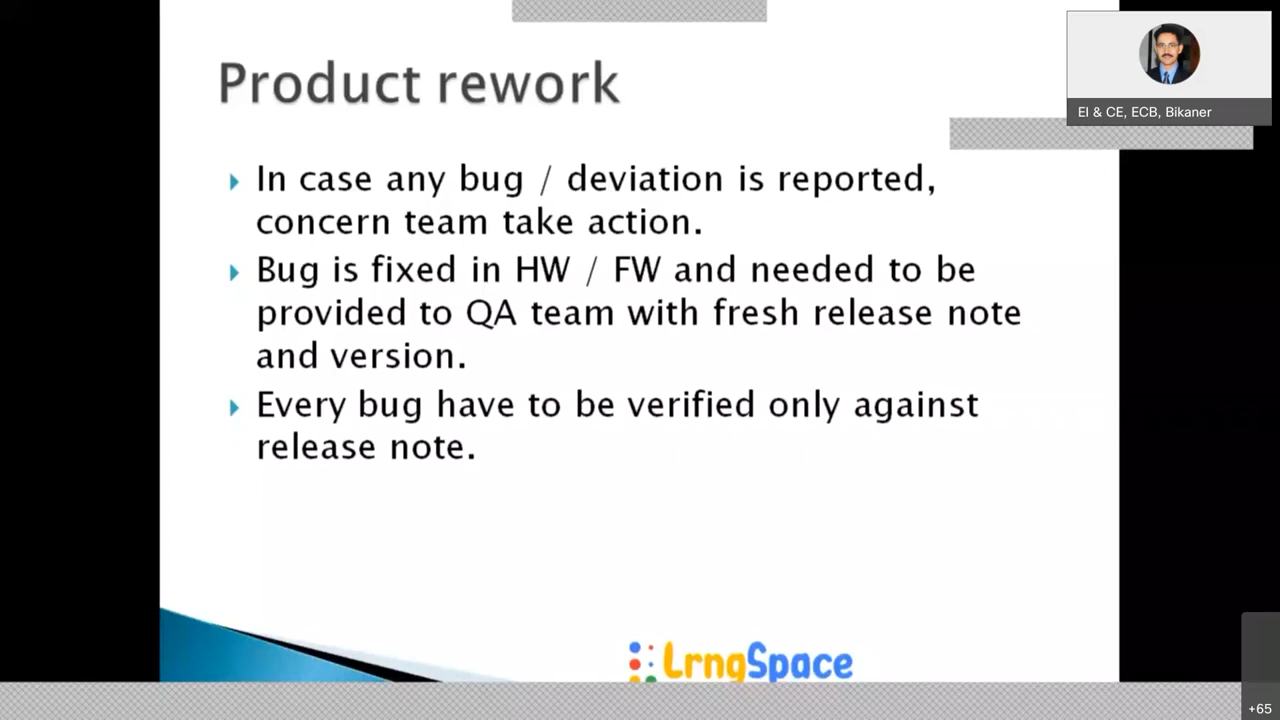 Product rework
EI & CE, ECB, Bikaner
In case any bug / deviation is reported,
concern team take action.
Bug is fixed in HW / FW and needed to be
provided to QA team with fresh release note
and version.
Every bug have to be verified only against
release note.
LrngSpace
+65